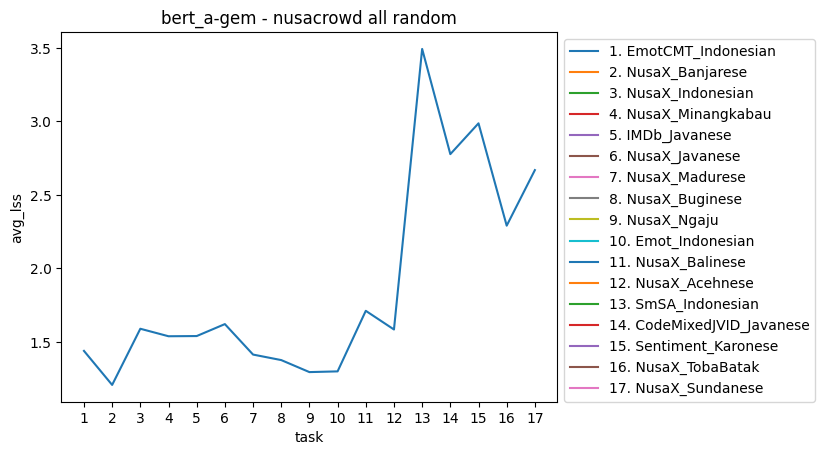 bert_a-gem - nusacrowd all random
avg_lss
3.5
3.0
2.5
2.0
1.5
1 2 3 4 5 6 7 8 9 10 11 12 13 14 15 16 17
task
1. EmotCMT_Indonesian
2. NusaX_Banjarese
3. NusaX_Indonesian
4. NusaX_Minangkabau
5. IMDb_Javanese
6. NusaX_Javanese
7. NusaX_Madurese
8. NusaX_Buginese
9. NusaX_Ngaju
10. Emot_Indonesian
11. NusaX_Balinese
12. NusaX_Acehnese
13. SmSA_Indonesian
14. CodeMixedJVID_Javanese
15. Sentiment_Karonese
16. NusaX_TobaBatak
17. NusaX_Sundanese